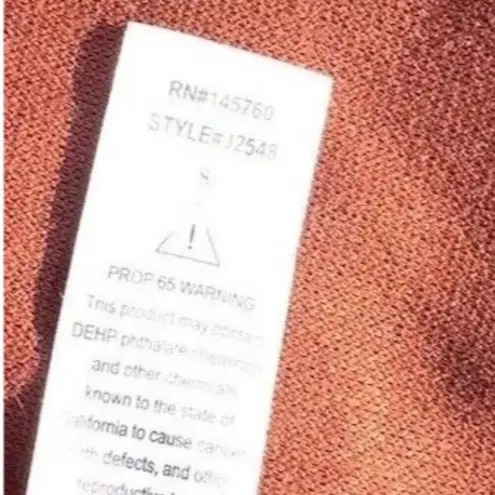 RN#145760
STYLE#J2548
S
!
PROP 65 WARNING
This product may contain
DEHP phthalate chemicals
and other chemicals
known to the state of
California to cause cancer
defects, and other
reproductive